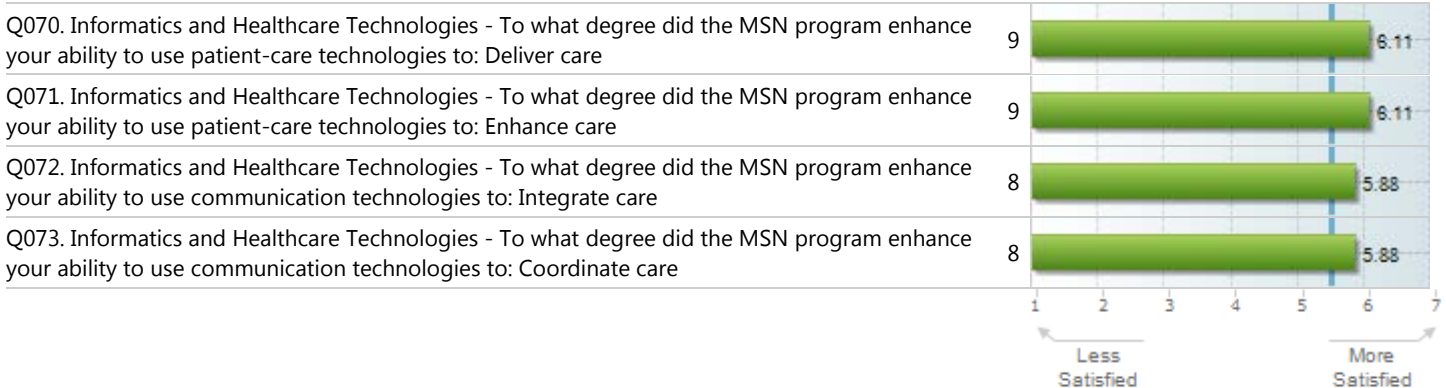 Q070. Informatics and Healthcare Technologies - To what degree did the MSN program enhance
your ability to use patient-care technologies to: Deliver care
9
6.11
Q071. Informatics and Healthcare Technologies - To what degree did the MSN program enhance
your ability to use patient-care technologies to: Enhance care
9
6.11
Q072. Informatics and Healthcare Technologies - To what degree did the MSN program enhance
your ability to use communication technologies to: Integrate care
8
5.88
Q073. Informatics and Healthcare Technologies - To what degree did the MSN program enhance
your ability to use communication technologies to: Coordinate care
8
5.88
1 2 3 4 5 6 7
Less
Satisfied
More
Satisfied